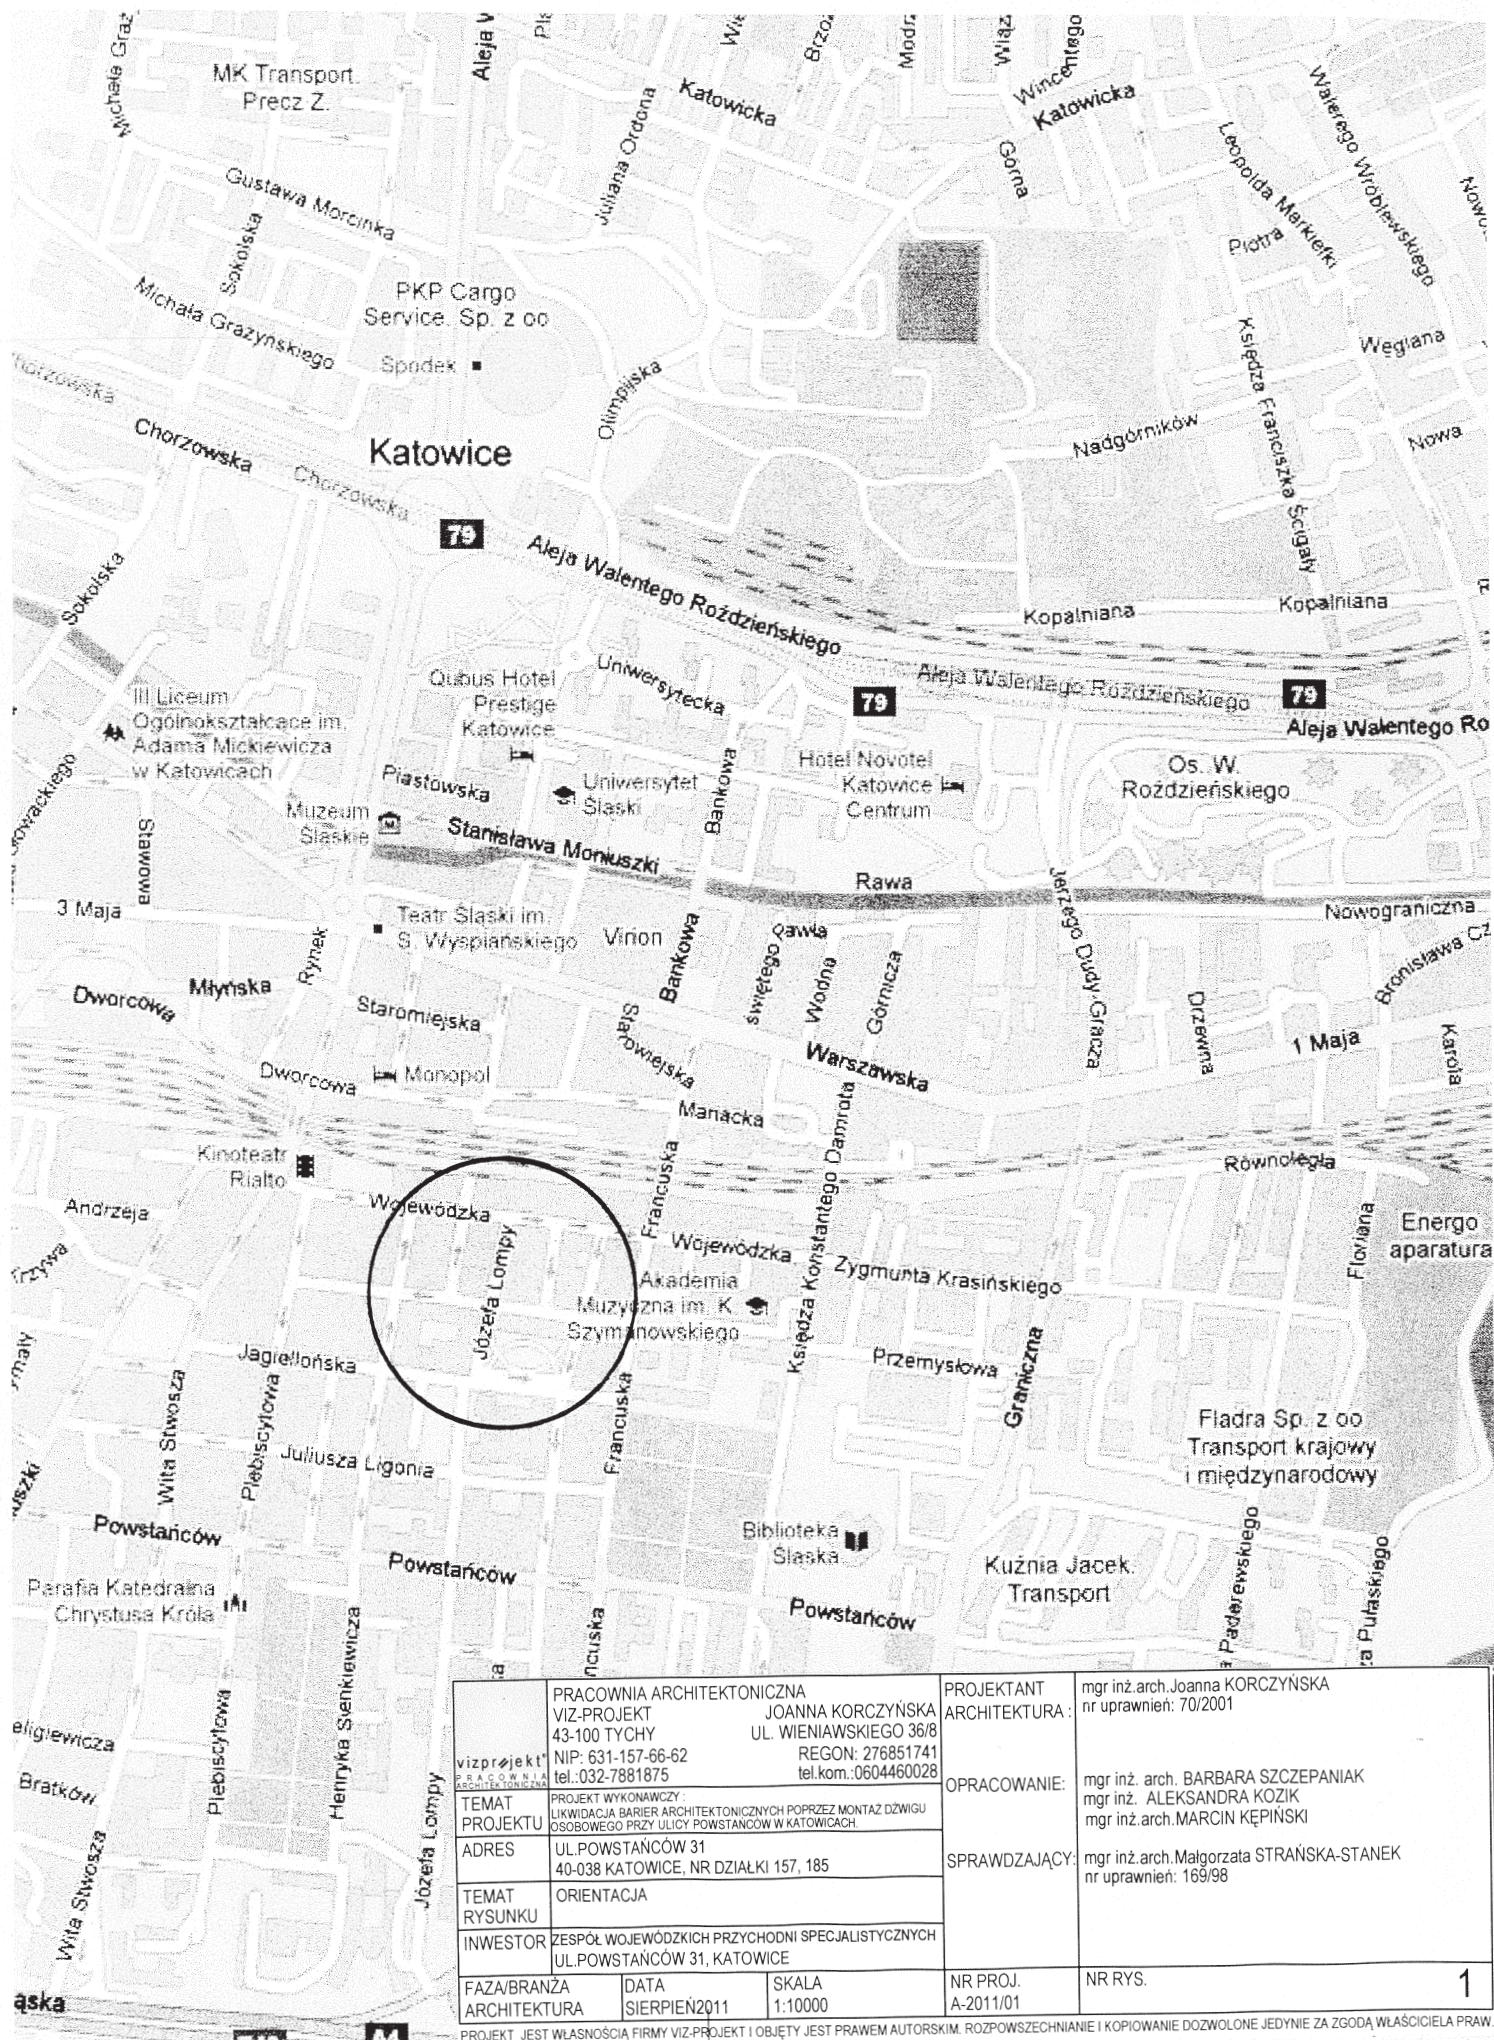 MK Transport.
Precz Z.
Juliana Ordona
Katowicka
Katowicka
Górna
Leopolda Markiefki
Walerego Wróblewskiego
Piotra
Gustawa Morcinka
Sokolska
Michała Grażyńskiego
PKP Cargo
Service. Sp. z oo
Spodek
Olimpijska
Księdza Franciszka Ścigały
Węglana
Nadgórników
Nowa
Chorzowska
Chorzowska
Katowice
79
Aleja Walentego Roździeńskiego
Sokolska
Kopalniana
Kopalniana
Uniwersytecka
Aleja Walentego Roździeńskiego
79
79
Aleja Walentego Ro
III Liceum
Ogólnokształcące im.
Adama Mickiewicza
w Katowicach
Qubus Hotel
Prestige
Katowice
Hotel Novotel
Katowice
Centrum
Os. W.
Roździeńskiego
Piastowska
Uniwersytet
Śląski
Bankowa
Muzeum
Śląskie
Stanisława Moniuszki
Stawowa
Rawa
Jerzego Dudy-Gracza
3 Maja
Teatr Śląski im.
S. Wyspiańskiego
Virion
Bankowa
świętego Pawła
Wodna
Górnicza
Nowograniczna
Bronisława Cz
Rynek
Młyńska
Dworcowa
Staromiejska
Drzewna
1 Maja
Karola
Warszawska
Dworcowa
Monopol
Mariacka
Kinoteatr
Rialto
Francuska
Księdza Konstantego Damrota
Równoległa
Andrzeja
Wojewódzka
Józefa Lompy
Wojewódzka
Zygmunta Krasińskiego
Floriana
Energo
aparatura
Krzywa
Akademia
Muzyczna im. K.
Szymanowskiego
Jagiellońska
Przemysłowa
Graniczna
Wita Stwosza
Plebiscytowa
Francuska
Juliusza Ligonia
Fladra Sp. z oo
Transport krajowy
i międzynarodowy
Powstańców
Powstańców
Biblioteka
Śląska
Kuźnia Jacek.
Transport
Parafia Katedralna
Chrystusa Króla
Powstańców
Plebiscytowa
Henryka Sienkiewicza
Józefa Lompy
Bratków
Wita Stwosza
ąska
vizprojekt
PRACOWNIA
ARCHITEKTONICZNA
PRACOWNIA ARCHITEKTONICZNA
VIZ-PROJEKT JOANNA KORCZYŃSKA
43-100 TYCHY UL. WIENIAWSKIEGO 36/8
NIP: 631-157-66-62 REGON: 276851741
tel.:032-7881875 tel.kom.:0604460028
TEMAT
PROJEKTU
PROJEKT WYKONAWCZY :
LIKWIDACJA BARIER ARCHITEKTONICZNYCH POPRZEZ MONTAŻ DŹWIGU
OSOBOWEGO PRZY ULICY POWSTAŃCÓW W KATOWICACH.
ADRES
UL.POWSTAŃCÓW 31
40-038 KATOWICE, NR DZIAŁKI 157, 185
TEMAT
RYSUNKU
ORIENTACJA
INWESTOR
ZESPÓŁ WOJEWÓDZKICH PRZYCHODNI SPECJALISTYCZNYCH
UL.POWSTAŃCÓW 31, KATOWICE
FAZA/BRANŻA
ARCHITEKTURA
DATA
SIERPIEŃ2011
SKALA
1:10000
PROJEKTANT
ARCHITEKTURA :
mgr inż.arch.Joanna KORCZYŃSKA
nr uprawnień: 70/2001
OPRACOWANIE:
mgr inż. arch. BARBARA SZCZEPANIAK
mgr inż. ALEKSANDRA KOZIK
mgr inż.arch.MARCIN KĘPIŃSKI
SPRAWDZAJĄCY:
mgr inż.arch.Małgorzata STRAŃSKA-STANEK
nr uprawnień: 169/98
NR PROJ.
A-2011/01
NR RYS.
1
PROJEKT JEST WŁASNOŚCIĄ FIRMY VIZ-PROJEKT I OBJĘTY JEST PRAWEM AUTORSKIM. ROZPOWSZECHNIANIE I KOPIOWANIE DOZWOLONE JEDYNIE ZA ZGODĄ WŁAŚCICIELA PRAW.